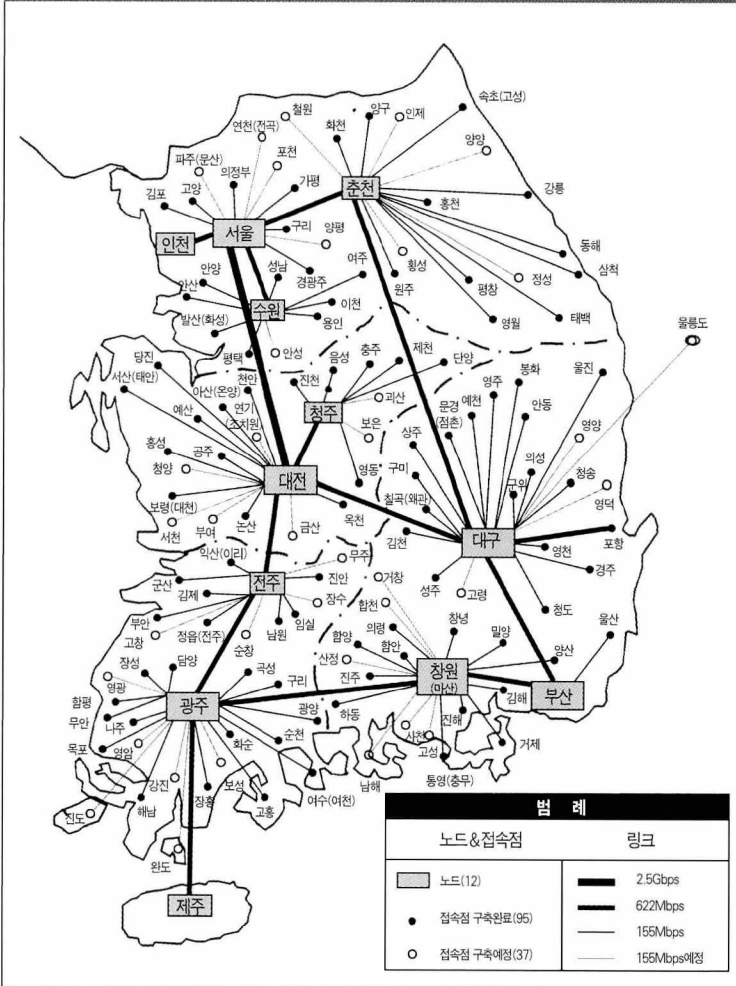 속초(고성)
철원
양구
인제
연천(전곡)
화천
포천
양양
파주(문산)
의정부
가평
춘천
고양
강릉
김포
홍천
구리
서울
양평
인천
동해
횡성
성남
여주
삼척
안양
경광주
원주
평창
정성
안산
수원
이천
발산(화성)
용인
영월
태백
울릉도
안성
평택
제천
당진
음성
충주
단양
서산(태안)
천안
진천
봉화
울진
아산(온양)
괴산
영주
예산
연기
(조치원)
청주
예천
문경
(점촌)
안동
보은
상주
영양
홍성
공주
의성
청양
구미
청송
대전
영동
군위
칠곡(왜관)
영덕
보령(대천)
옥천
논산
금산
김천
대구
포항
서천
부여
영천
익산(이리)
무주
경주
군산
전주
진안
거창
성주
고령
김제
장수
합천
청도
부안
임실
창녕
울산
고창
정읍(전주)
남원
의령
밀양
순창
함양
함안
장성
담양
산정
양산
곡성
영광
구리
진주
창원
(마산)
함평
광주
부산
무안
나주
광양
하동
김해
진해
목포
영암
화순
순천
사천
고성
거제
강진
보성
여수(여천)
남해
통영(충무)
진도
해남
장흥
고흥
완도
제주
범 례
노드&접속점
링크
노드(12)
2.5Gbps
622Mbps
접속점 구축완료(95)
155Mbps
접속점 구축예정(37)
155Mbps예정